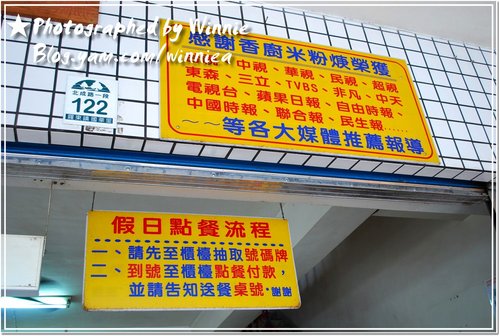 ★Photographed by Winnie
Blog.yam.com/winniea
感謝香廚米粉焿榮獲
中視、華視、民視、超視
東森、三立、TVBS、非凡、中天
電視台、蘋果日報、自由時報、
中國時報、聯合報、民生報......
～～等各大媒體推薦報導
北成路一段
122
假日點餐流程
一、請先至櫃檯抽取號碼牌
二、到號至櫃檯點餐付款，
並請告知送餐桌號‧謝謝